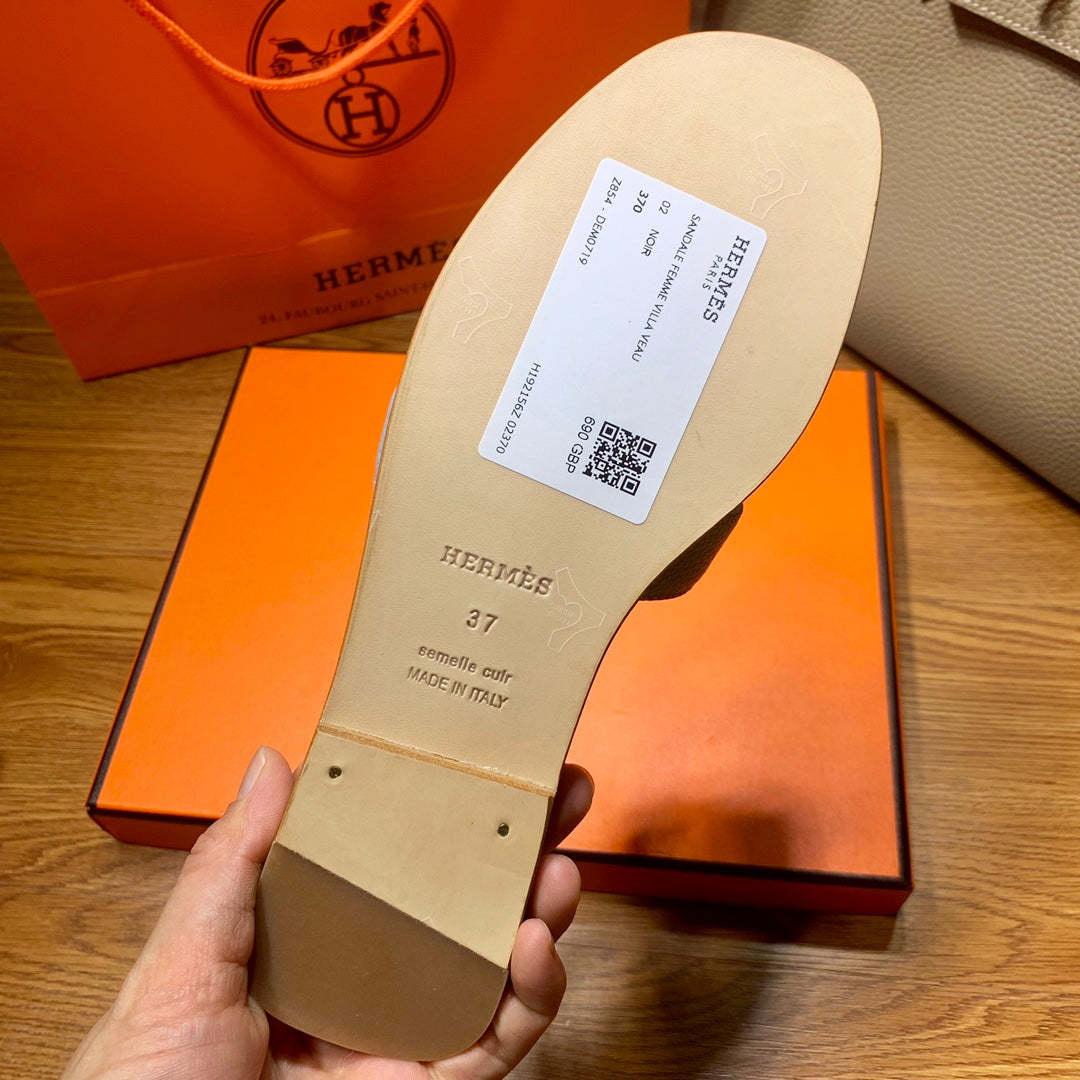 H
HERMÈS
24, FAUBOURG SAINT-
HERMÈS
PARIS
SANDALE FEMME VILLA VEAU
02 NOIR
370
Z854 - DEM0719
H192156Z 02370
690 GBP
HERMÈS
37
semelle cuir
MADE IN ITALY